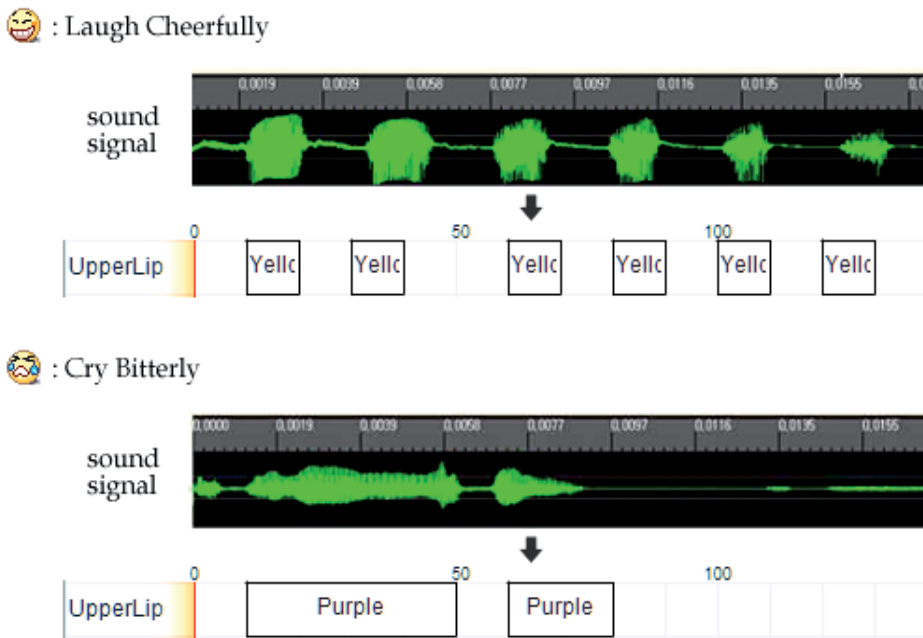 : Laugh Cheerfully
0,0019 0,0039 0,0058 0,0077 0,0097 0,0116 0,0135 0,0155
sound
signal
0 50 100
UpperLip Yello Yello Yello Yello Yello Yello
: Cry Bitterly
0,0000 0,0019 0,0039 0,0058 0,0077 0,0097 0,0116 0,0135 0,0155
sound
signal
0 50 100
UpperLip Purple Purple